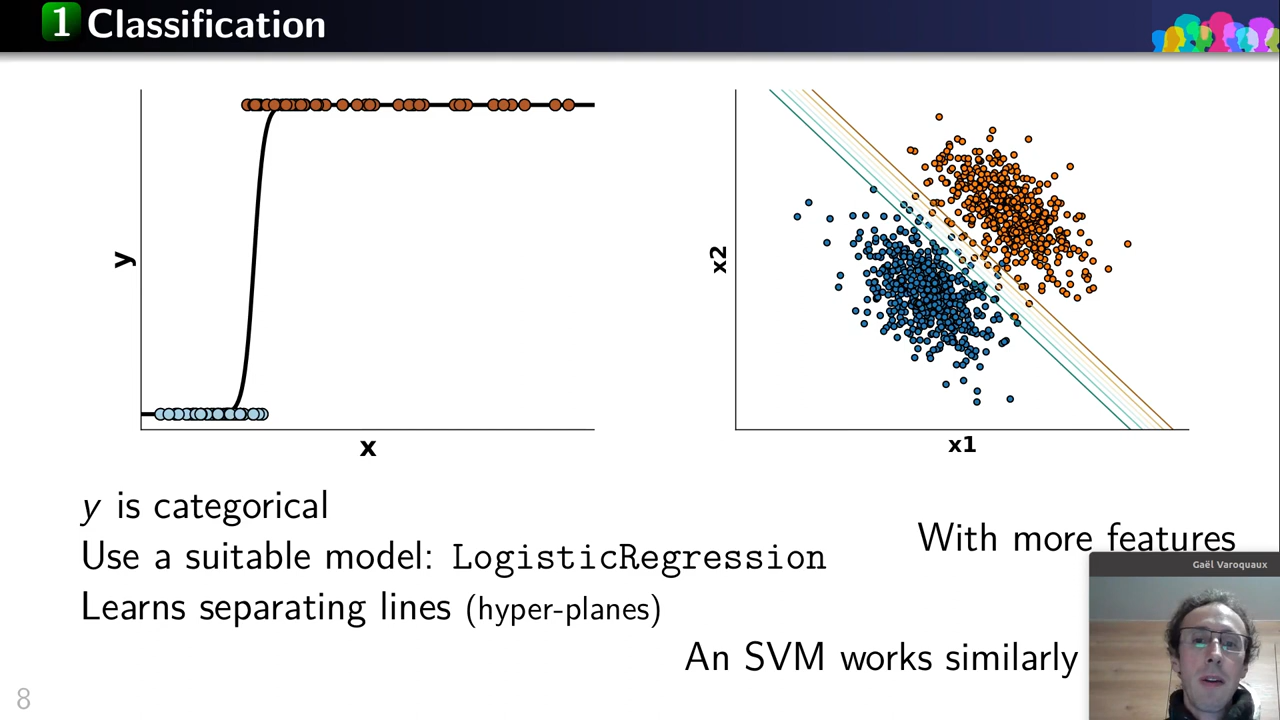 1 Classification
y
x
x2
x1
y is categorical
Use a suitable model: LogisticRegression
Learns separating lines (hyper-planes)
With more features
An SVM works similarly
Gaël Varoquaux
8